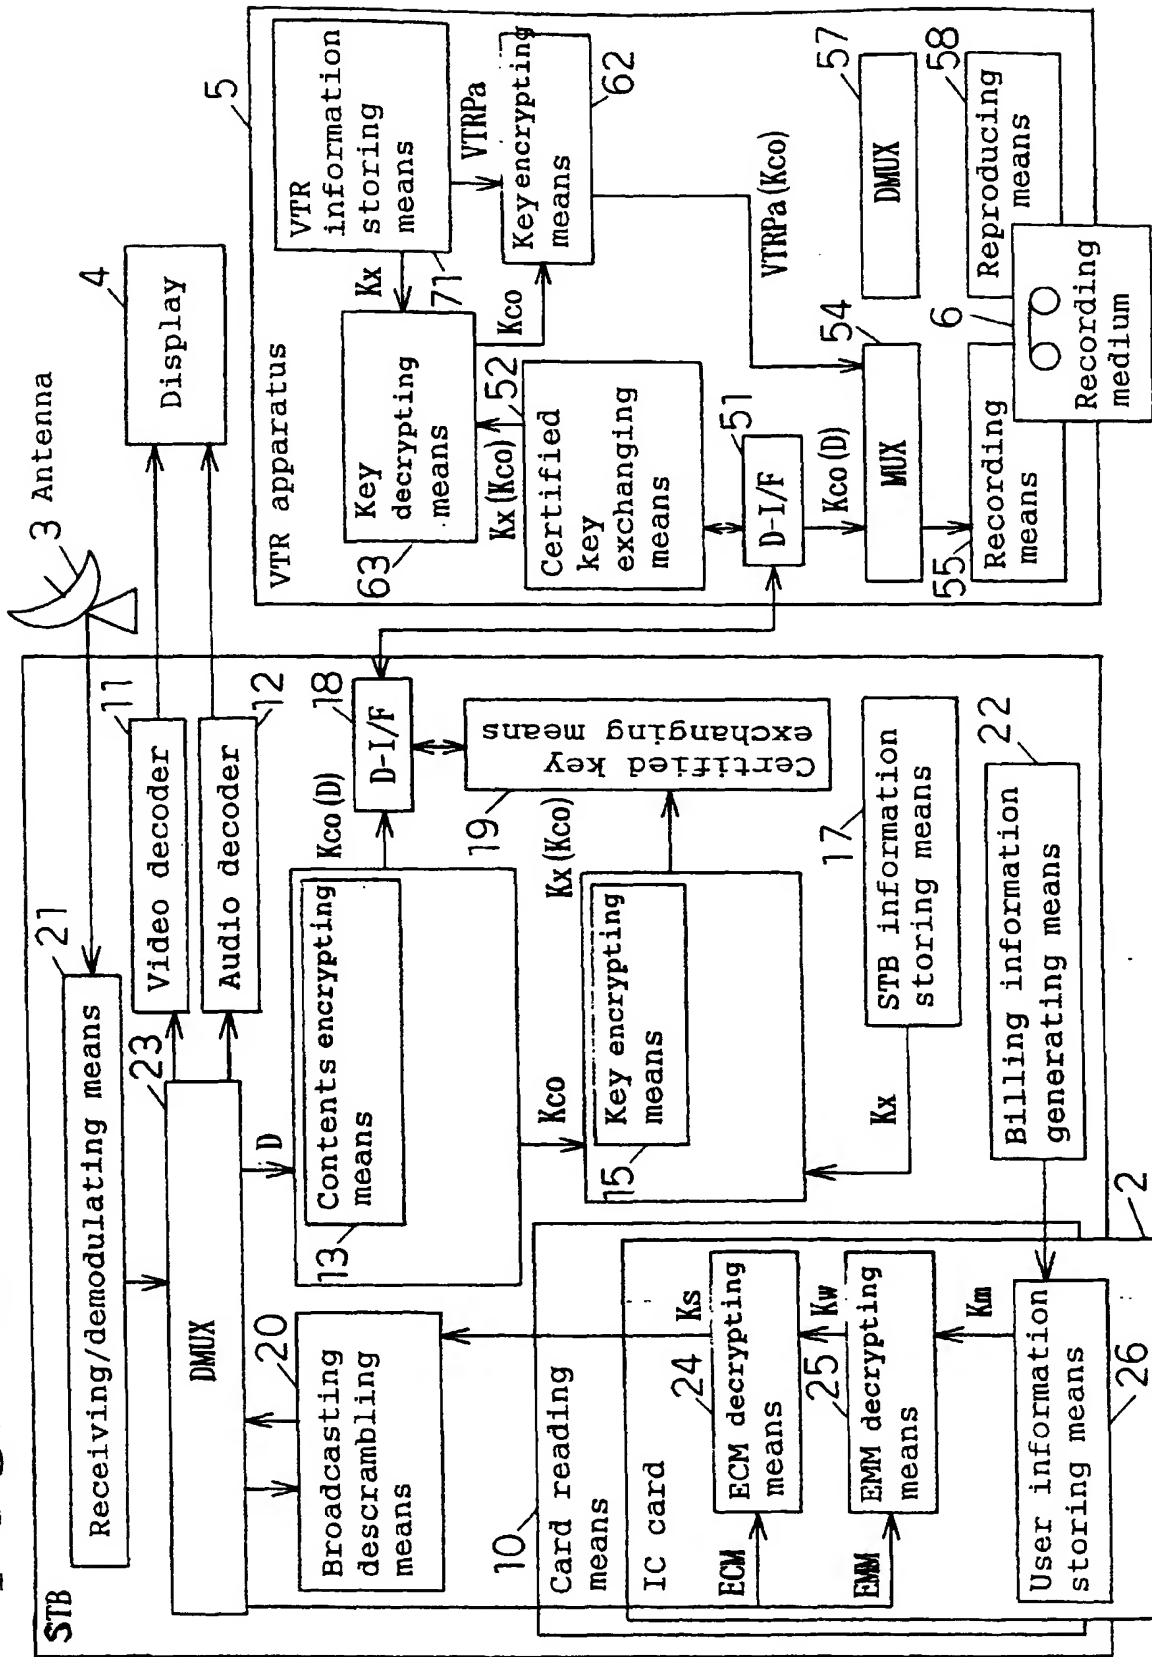 STB
Receiving/demodulating means
21
DMUX
23
Video decoder
11
Audio decoder
12
3 Antenna
4
Display
Broadcasting
descrambling
means
20
D
Contents encrypting
means
13
Kco(D)
D-I/F
18
Kco
Key encrypting
means
15
Kx(Kco)
19
Certified key
exchanging means
Kx
17
STB information
storing means
Billing information
generating means
22
10
Card reading
means
IC card
2
ECM
EMM
Ks
24
ECM decrypting
means
Kw
25
EMM decrypting
means
Km
User information
storing means
26
5
VTR apparatus
VTR
information
storing
means
71
Kx
VTRPa
Key encrypting
means
62
Key
decrypting
means
63
Kco
Kx(Kco)
52
Certified
key
exchanging
means
51
D-I/F
Kco(D)
VTRPa(Kco)
54
MUX
DMUX
57
55
Recording
means
Reproducing
means
58
6
Recording
medium